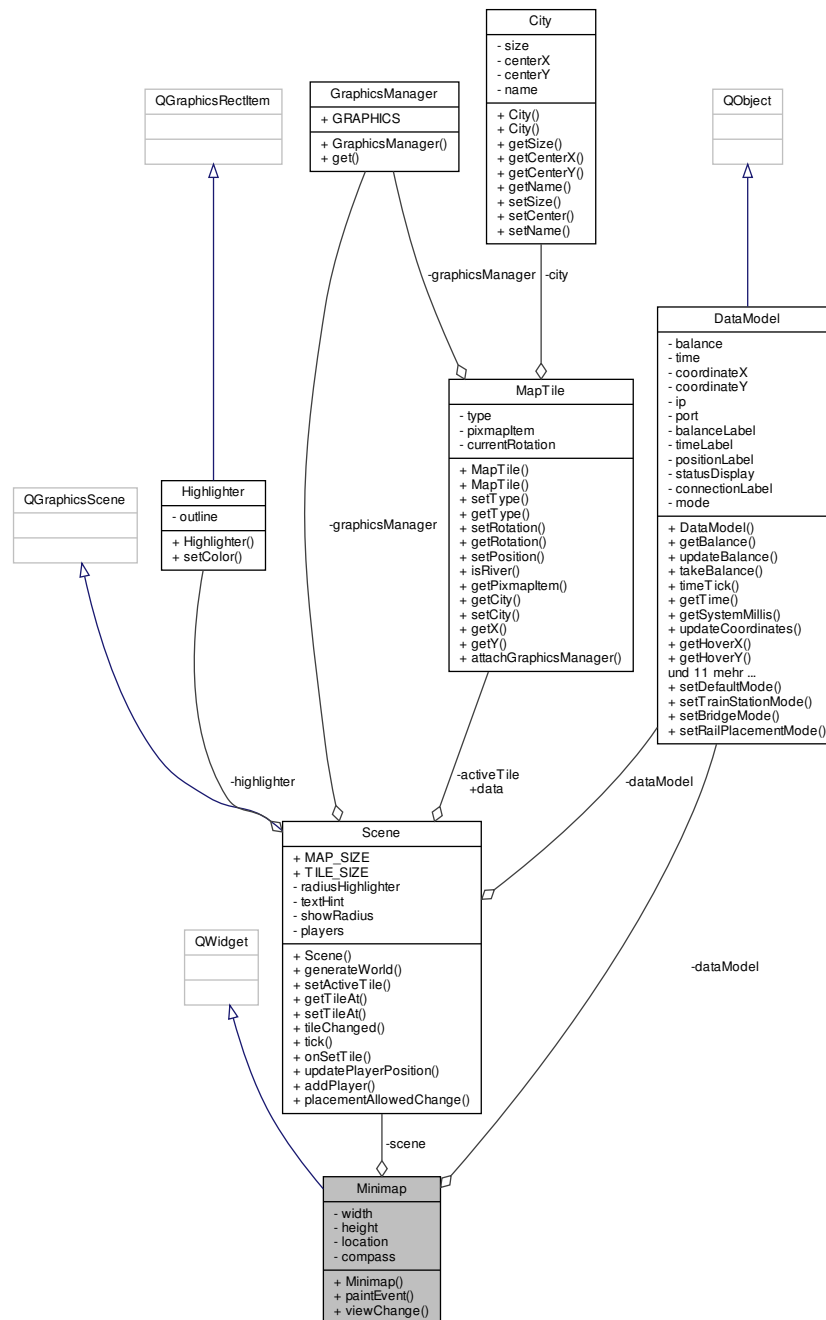 City
- size
- centerX
- centerY
- name
+ City()
+ City()
+ getSize()
+ getCenterX()
+ getCenterY()
+ getName()
+ setSize()
+ setCenter()
+ setName()
GraphicsManager
+ GRAPHICS
+ GraphicsManager()
+ get()
QGraphicsRectItem
QObject
-graphicsManager
-city
DataModel
- balance
- time
- coordinateX
- coordinateY
- ip
- port
- balanceLabel
- timeLabel
- positionLabel
- statusDisplay
- connectionLabel
- mode
+ DataModel()
+ getBalance()
+ updateBalance()
+ takeBalance()
+ timeTick()
+ getTime()
+ getSystemMillis()
+ updateCoordinates()
+ getHoverX()
+ getHoverY()
und 11 mehr ...
+ setDefaultMode()
+ setTrainStationMode()
+ setBridgeMode()
+ setRailPlacementMode()
MapTile
- type
- pixmapItem
- currentRotation
+ MapTile()
+ MapTile()
+ setType()
+ getType()
+ setRotation()
+ getRotation()
+ setPosition()
+ isRiver()
+ getPixmapItem()
+ getCity()
+ setCity()
+ getX()
+ getY()
+ attachGraphicsManager()
QGraphicsScene
Highlighter
- outline
+ Highlighter()
+ setColor()
-graphicsManager
-highlighter
-activeTile
+data
-dataModel
Scene
+ MAP_SIZE
+ TILE_SIZE
- radiusHighlighter
- textHint
- showRadius
- players
+ Scene()
+ generateWorld()
+ setActiveTile()
+ getTileAt()
+ setTileAt()
+ tileChanged()
+ tick()
+ onSetTile()
+ updatePlayerPosition()
+ addPlayer()
+ placementAllowedChange()
QWidget
-dataModel
-scene
Minimap
- width
- height
- location
- compass
+ Minimap()
+ paintEvent()
+ viewChange()